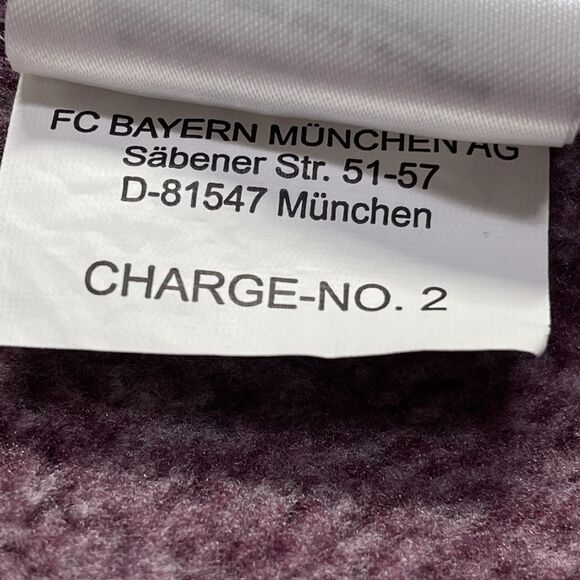 FC BAYERN MÜNCHEN AG
Säbener Str. 51-57
D-81547 München
CHARGE-NO. 2